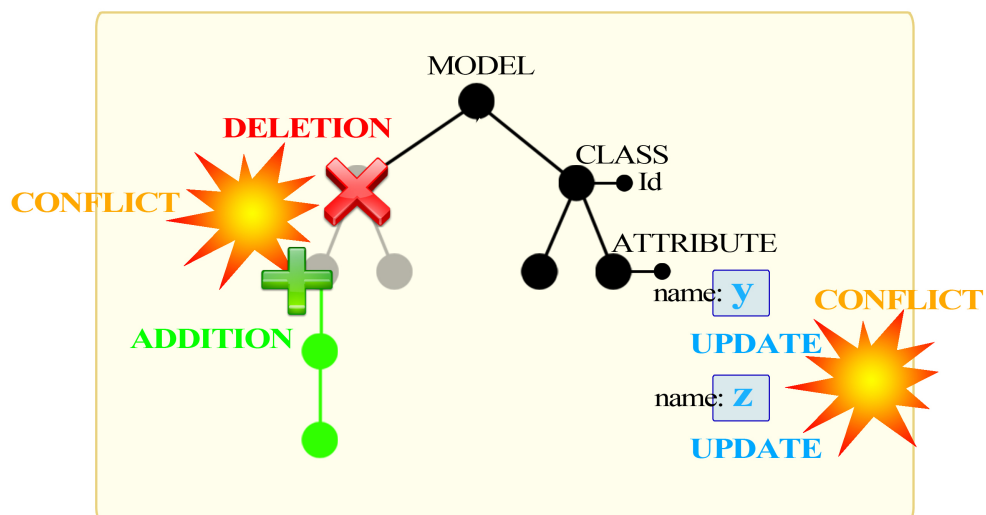 MODEL
DELETION
CLASS
Id
CONFLICT
ATTRIBUTE
name: y
CONFLICT
ADDITION
UPDATE
name: z
UPDATE